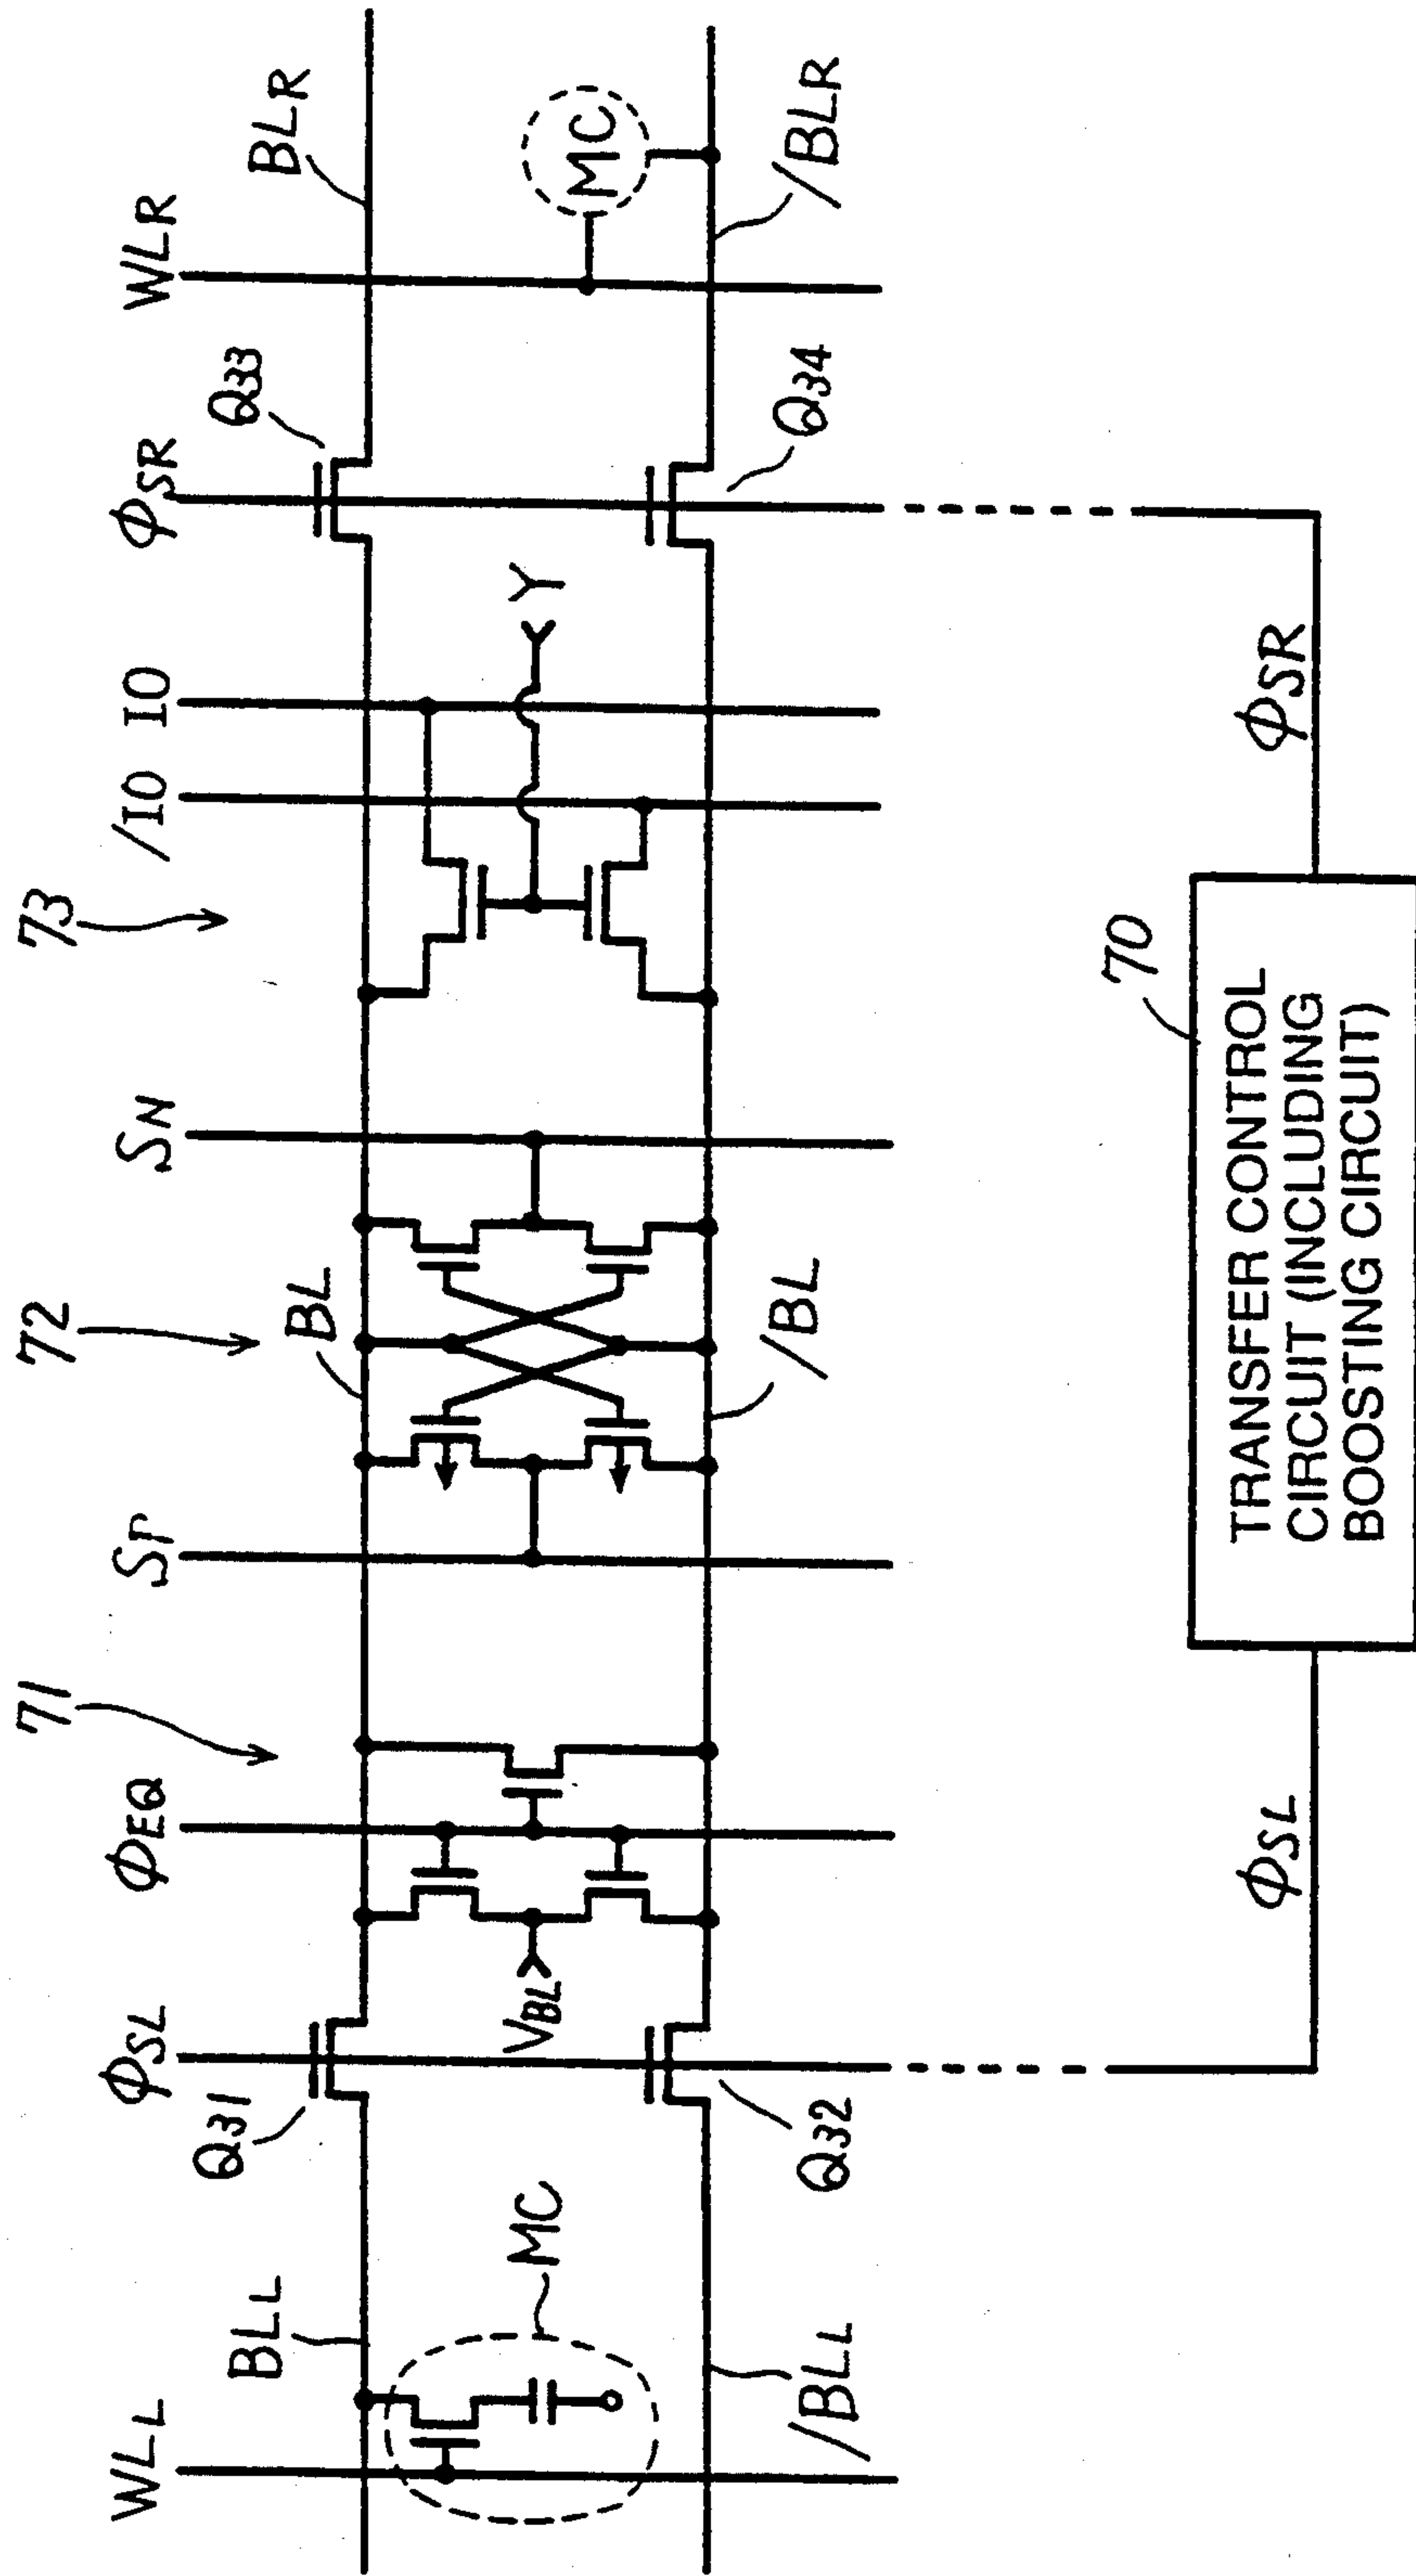 71
72
73
WLL
ΦSL
ΦEQ
SP
SN
/IO
IO
ΦSR
WLR
BLL
Q31
BL
Q33
BLR
MC
VBL
Y
MC
/BLL
Q32
/BL
Q34
/BLR
ΦSL
70
ΦSR
TRANSFER CONTROL
CIRCUIT (INCLUDING
BOOSTING CIRCUIT)